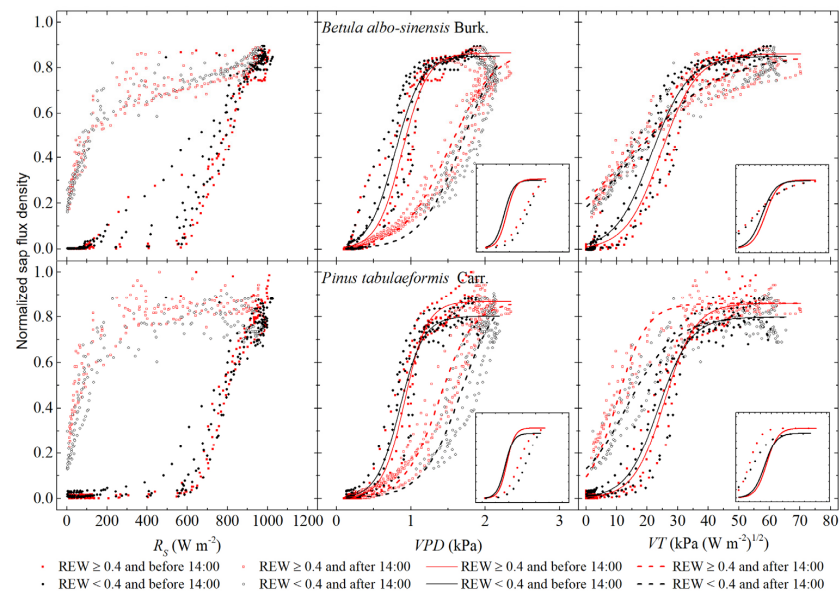 Betula albo-sinensis Burk.
1.0
0.8
0.6
0.4
0.2
0.0
Pinus tabulaeformis Carr.
1.0
0.8
0.6
0.4
0.2
0.0
Normalized sap flux density
0 200 400 600 800 1000 1200
0 1 2 3
0 10 20 30 40 50 60 70 80
R_S (W m⁻²)
VPD (kPa)
VT (kPa (W m⁻²)^{1/2})
REW ≥ 0.4 and before 14:00 REW ≥ 0.4 and after 14:00 REW ≥ 0.4 and before 14:00 REW ≥ 0.4 and after 14:00
REW < 0.4 and before 14:00 REW < 0.4 and after 14:00 REW < 0.4 and before 14:00 REW < 0.4 and after 14:00